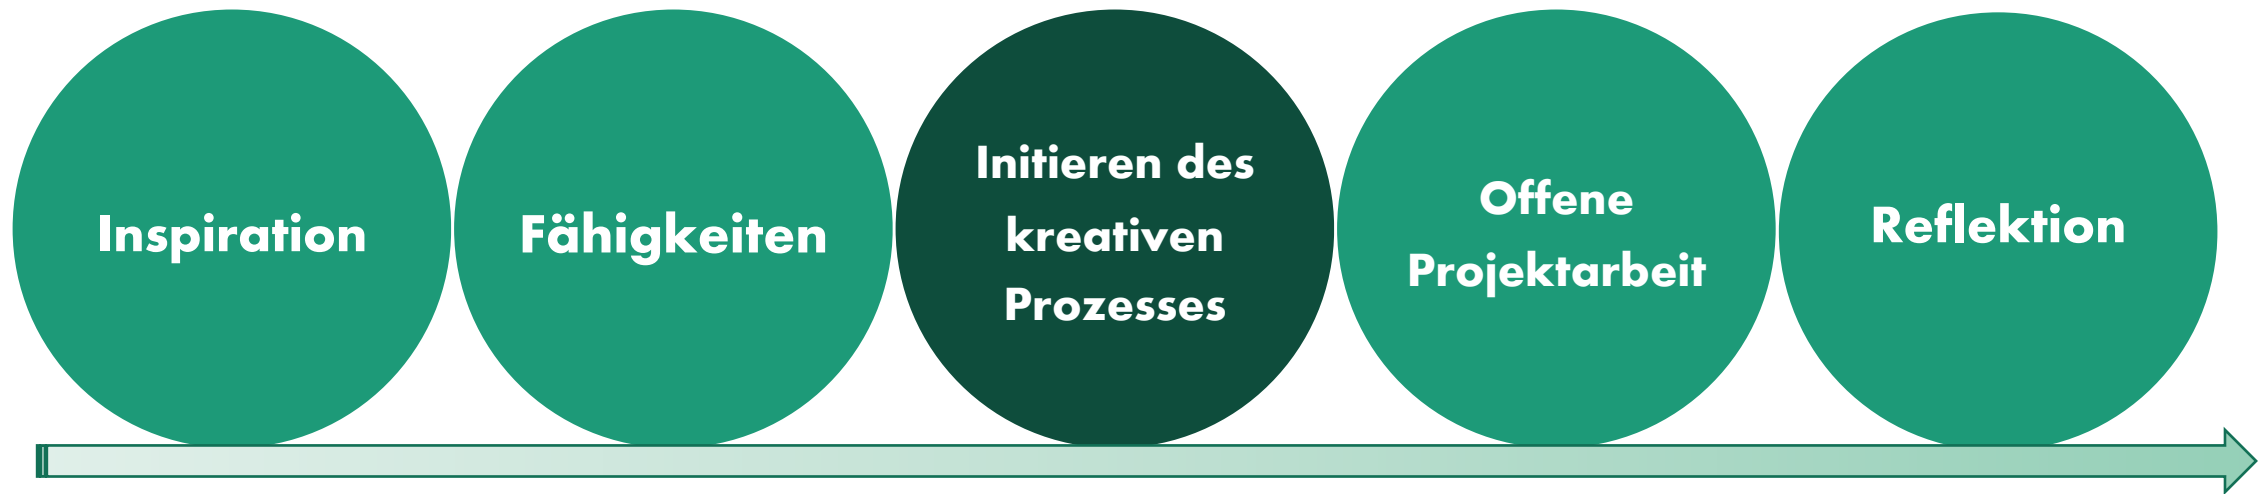 Inspiration
Fähigkeiten
Initieren des
kreativen
Prozesses
Offene
Projektarbeit
Reflektion